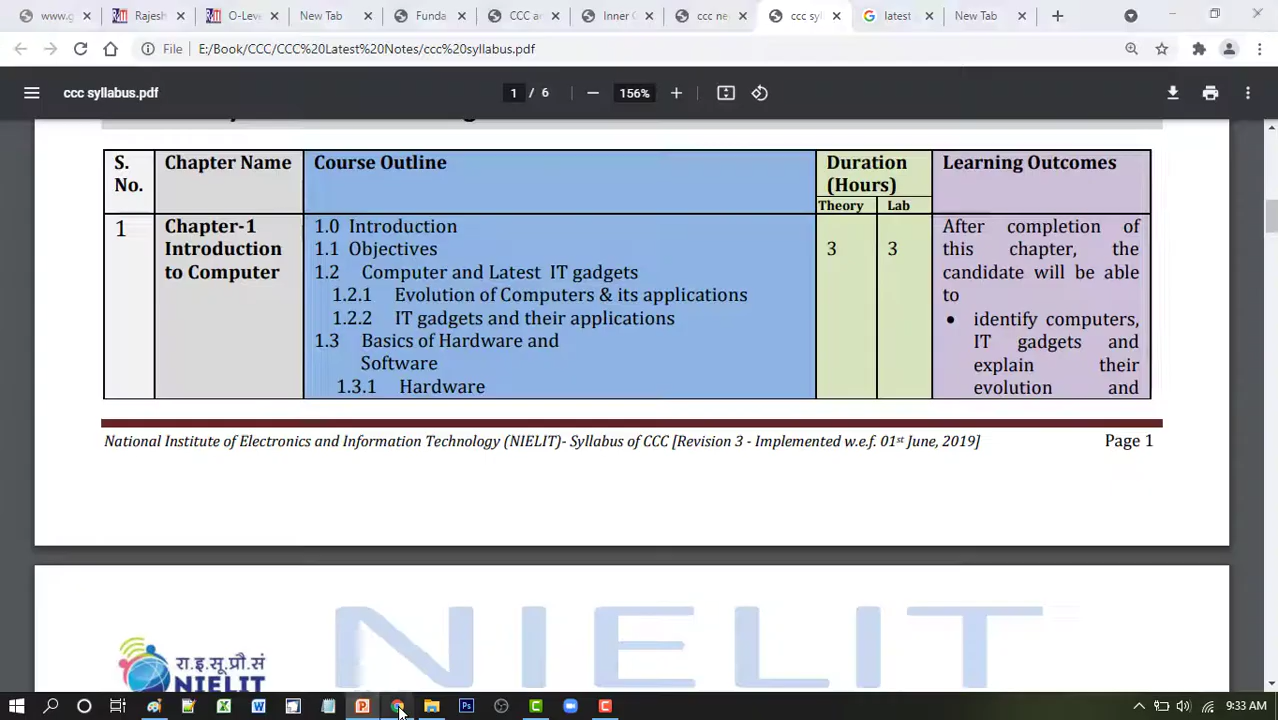 www.g
Rajesh
O-Leve
New Tab
Funda
CCC a
Inner C
ccc ne
ccc syl
latest
New Tab
File E:/Book/CCC/CCC%20Latest%20Notes/ccc%20syllabus.pdf
ccc syllabus.pdf
1 / 6
156%
S. No.
Chapter Name
Course Outline
Duration (Hours)
Theory
Lab
Learning Outcomes
1
Chapter-1
Introduction
to Computer
1.0 Introduction
1.1 Objectives
1.2 Computer and Latest IT gadgets
1.2.1 Evolution of Computers & its applications
1.2.2 IT gadgets and their applications
1.3 Basics of Hardware and
Software
1.3.1 Hardware
3
3
After completion of
this chapter, the
candidate will be able
to
• identify computers,
IT gadgets and
explain their
evolution and
National Institute of Electronics and Information Technology (NIELIT)- Syllabus of CCC [Revision 3 - Implemented w.e.f. 01st June, 2019]
Page 1
NIELIT
रा.इ.सू.प्रौ.सं
NIELIT
9:33 AM